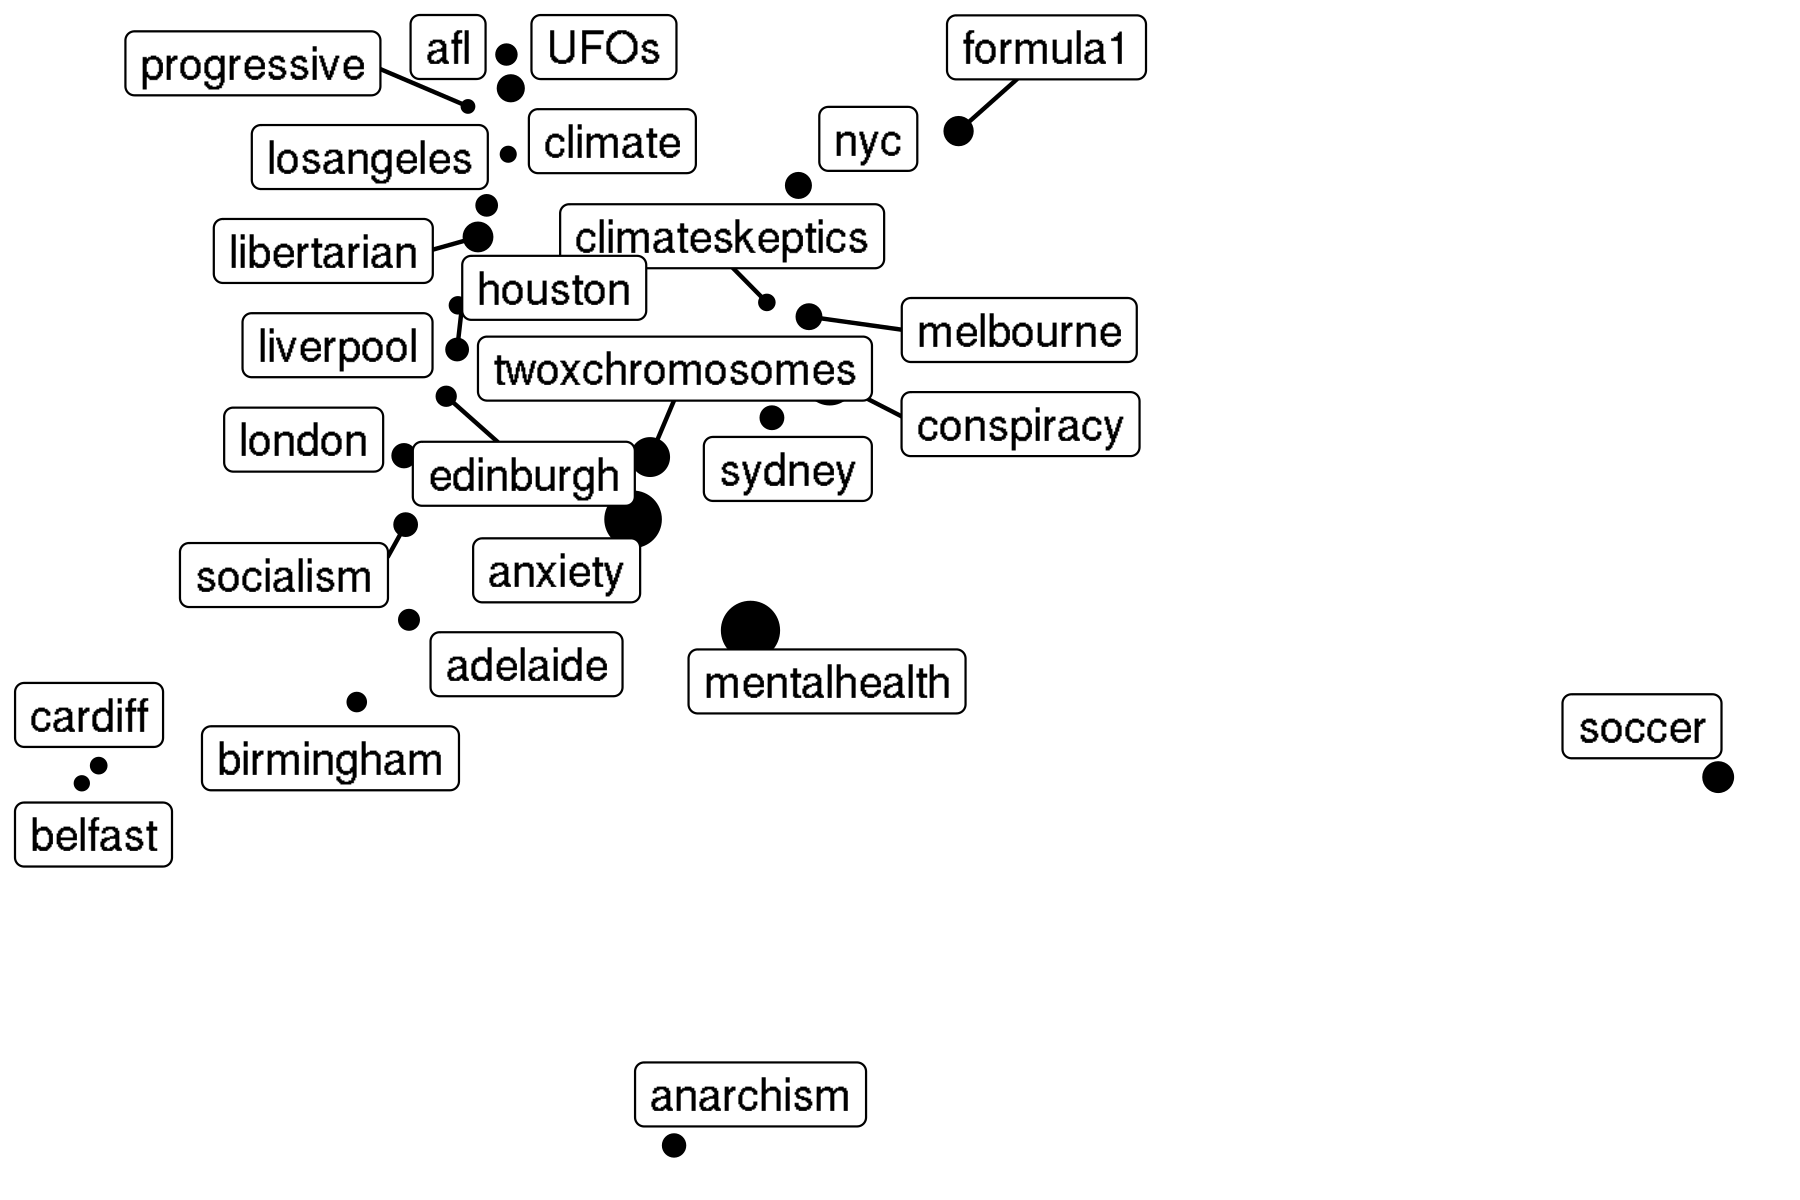 progressive
afl
UFOs
formula1
losangeles
climate
nyc
libertarian
climateskeptics
houston
liverpool
melbourne
twoxchromosomes
london
conspiracy
edinburgh
sydney
socialism
anxiety
adelaide
mentalhealth
cardiff
birmingham
soccer
belfast
anarchism